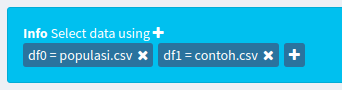 Info Select data using +
df0 = populasi.csv ✖ df1 = contoh.csv ✖ +